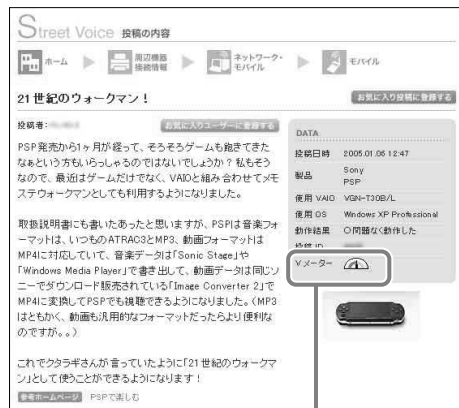 Street Voice 投稿の内容
ホーム
周辺機器
接続情報
ネットワーク・
モバイル
モバイル
21世紀のウォークマン！
お気に入り投稿に登録する
投稿者：
お気に入りユーザーに登録する
PSP発売から1ヶ月が経って、そろそろゲームも飽きてきた
なぁという方もいらっしゃるのではないでしょうか？私もそう
なので、最近はゲームだけでなく、VAIOと組み合わせてメモ
ステウォークマンとしても利用するようになりました。
取扱説明書にも書いたあったと思いますが、PSPは音楽フォ
ーマットは、いつものATRAC3とMP3、動画フォーマットは
MP4に対応していて、音楽データは「Sonic Stage」や
「Windows Media Player」で書き出して、動画データは同じソ
ニーでダウンロード販売されている「Image Converter 2」で
MP4に変換してPSPでも視聴できるようになりました。（MP3
はともかく、動画も汎用的なフォーマットだったらより便利な
のですが。。）
これでクタラギさんが言っていたように「21世紀のウォークマ
ン」として使うことができるようになります！
参考ホームページ PSPで楽しむ
DATA
投稿日時 2005.01.06 12:47
製品 Sony
PSP
使用 VAIO VGN-T30B/L
使用 OS Windows XP Professional
動作結果 ○問題なく動作した
投稿 ID
Vメーター